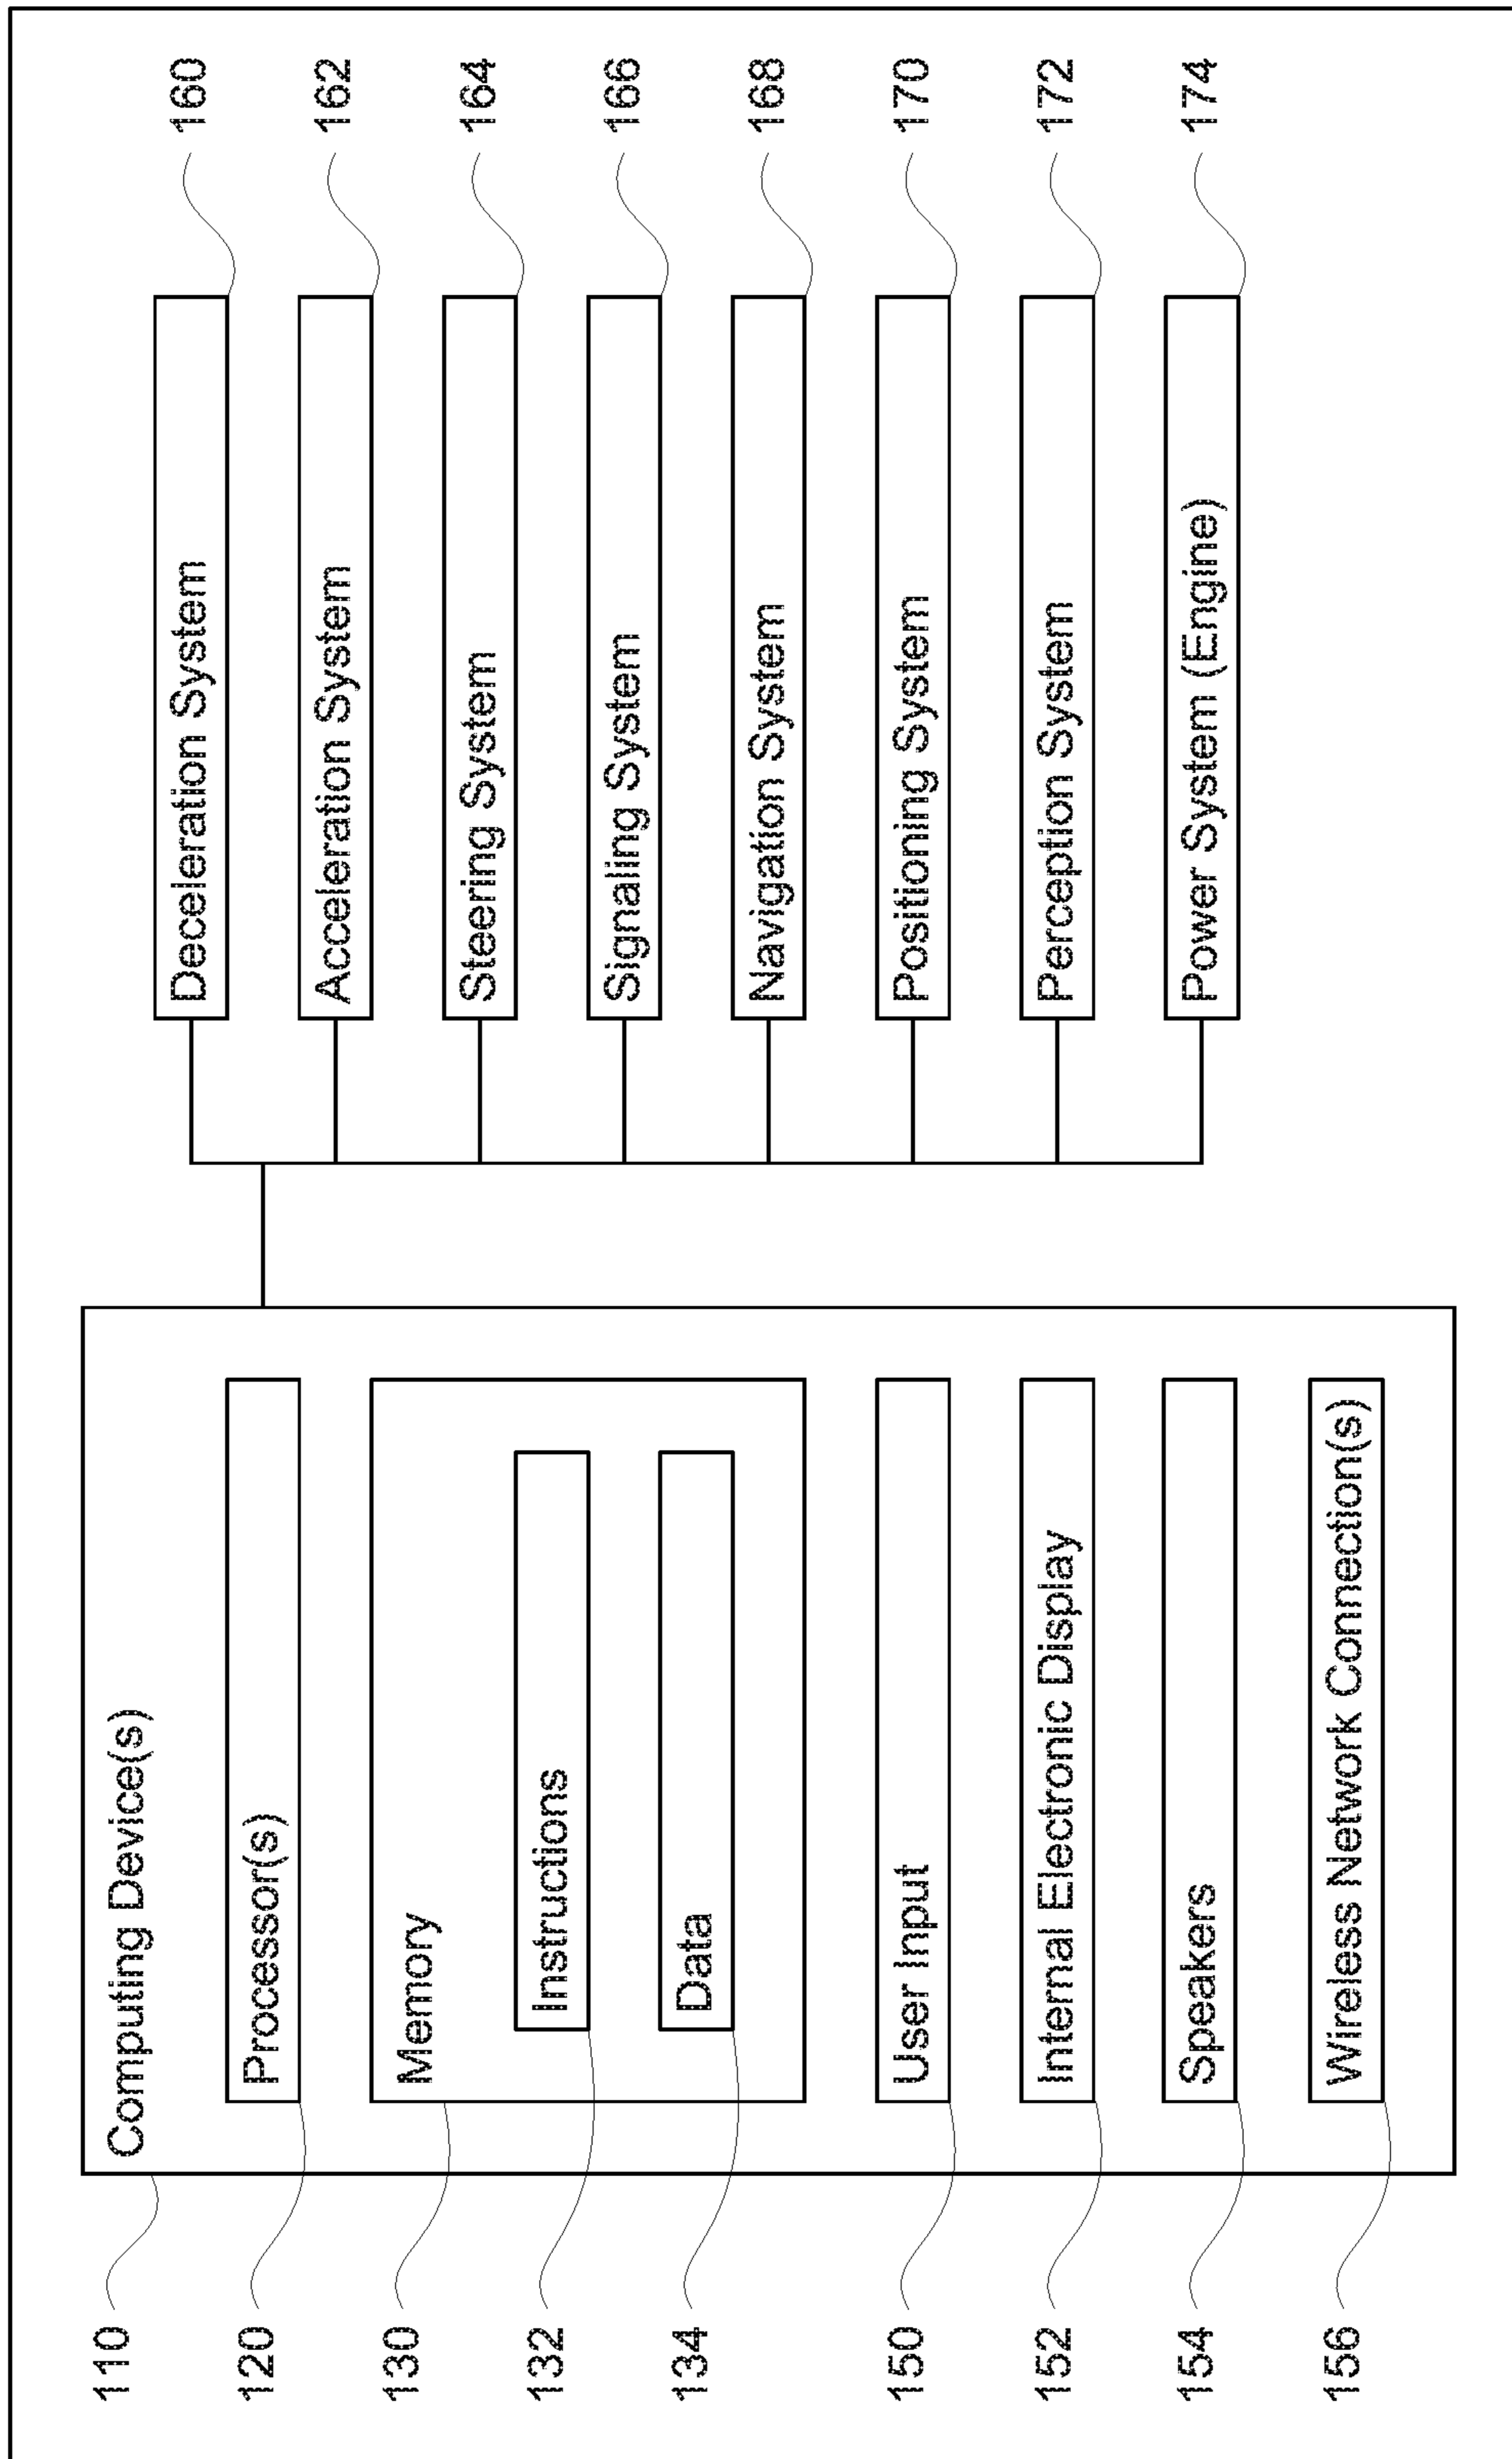 110
Computing Device(s)
120
Processor(s)
130
Memory
132
Instructions
134
Data
150
User Input
152
Internal Electronic Display
154
Speakers
156
Wireless Network Connection(s)
Deceleration System
160
Acceleration System
162
Steering System
164
Signaling System
166
Navigation System
168
Positioning System
170
Perception System
172
Power System (Engine)
174